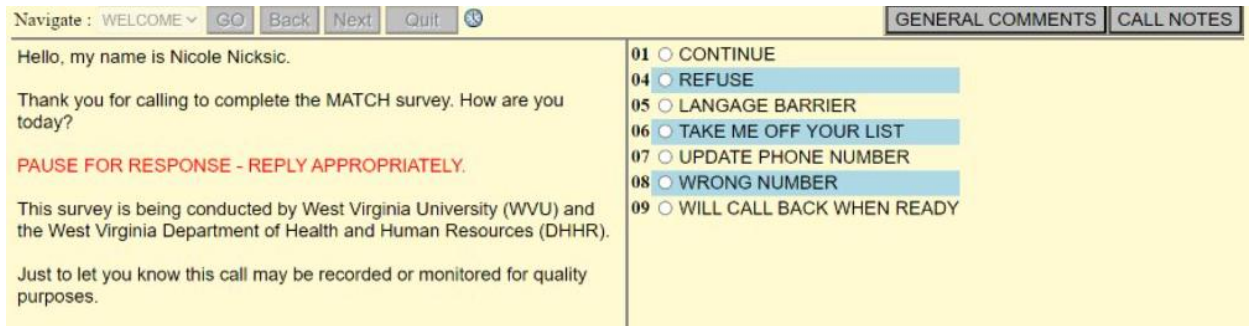 Navigate : WELCOME GO Back Next Quit GENERAL COMMENTS CALL NOTES
Hello, my name is Nicole Nicksic.
Thank you for calling to complete the MATCH survey. How are you
today?
PAUSE FOR RESPONSE - REPLY APPROPRIATELY.
This survey is being conducted by West Virginia University (WVU) and
the West Virginia Department of Health and Human Resources (DHHR).
Just to let you know this call may be recorded or monitored for quality
purposes.
01 CONTINUE
04 REFUSE
05 LANGAGE BARRIER
06 TAKE ME OFF YOUR LIST
07 UPDATE PHONE NUMBER
08 WRONG NUMBER
09 WILL CALL BACK WHEN READY